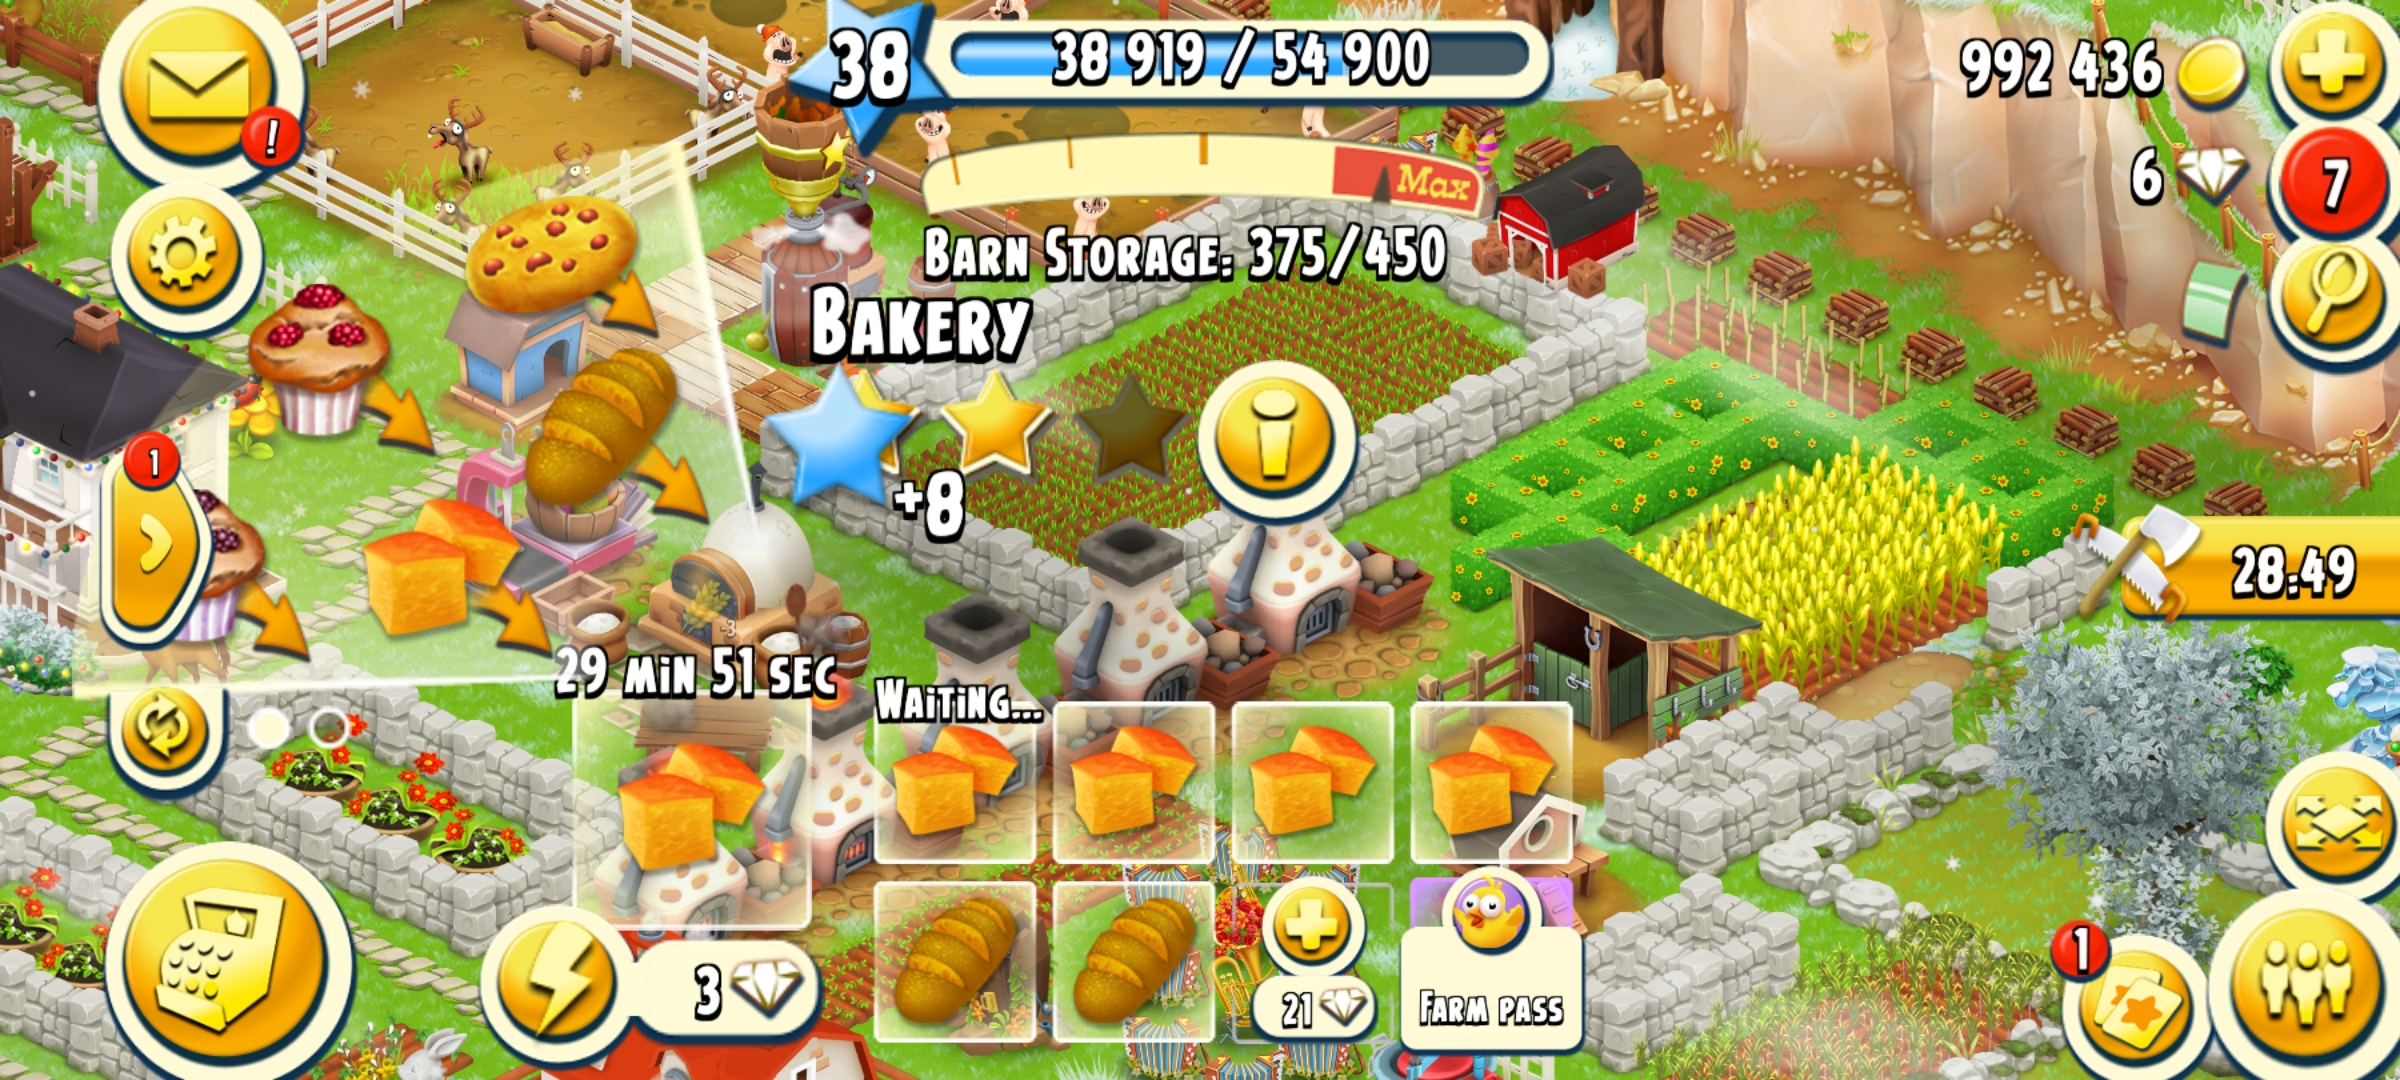 38
38 919 / 54 900
992 436
6
7
!
Max
Barn Storage: 375/450
Bakery
+8
1
28:49
-3
29 min 51 sec
Waiting...
3
21
Farm pass
1